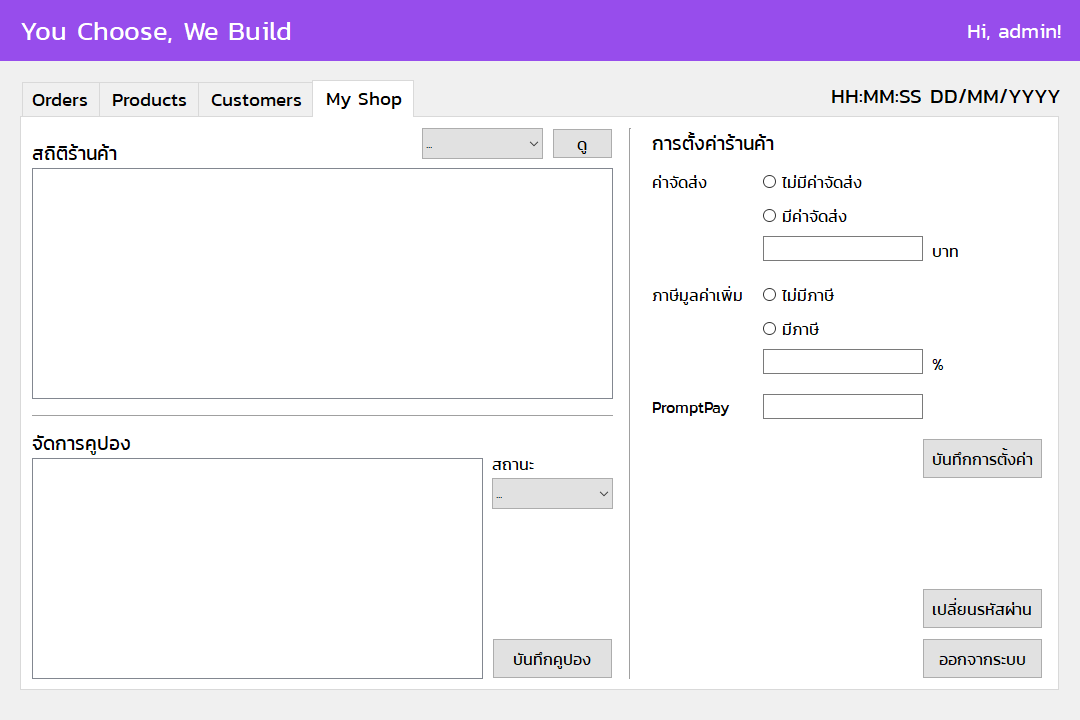 You Choose, We Build
Hi, admin!
Orders
Products
Customers
My Shop
HH:MM:SS DD/MM/YYYY
สถิติร้านค้า
...
ดู
จัดการคูปอง
สถานะ
...
บันทึกคูปอง
การตั้งค่าร้านค้า
ค่าจัดส่ง
ไม่มีค่าจัดส่ง
มีค่าจัดส่ง
บาท
ภาษีมูลค่าเพิ่ม
ไม่มีภาษี
มีภาษี
%
PromptPay
บันทึกการตั้งค่า
เปลี่ยนรหัสผ่าน
ออกจากระบบ